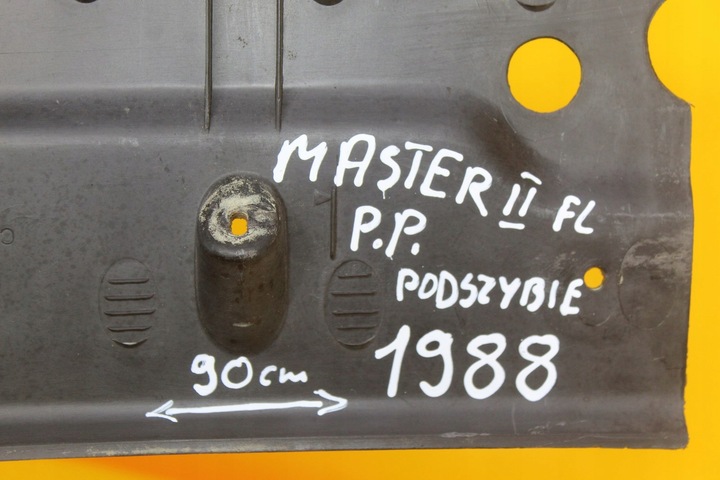 MASTER II FL
P.P.
PODSZYBIE
1988
90cm